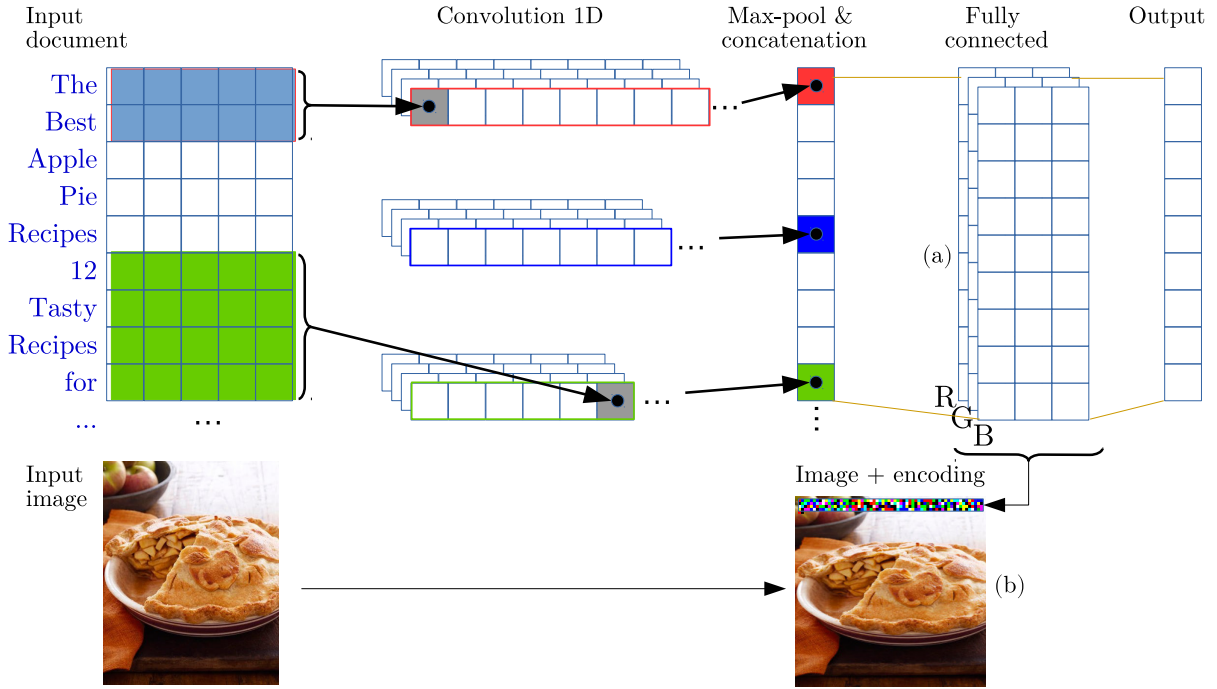 Input
document
Convolution 1D
Max-pool &
concatenation
Fully
connected
Output
The
Best
Apple
Pie
Recipes
12
Tasty
Recipes
for
...
...
...
...
...
...
(a)
R
G
B
Input
image
Image + encoding
(b)